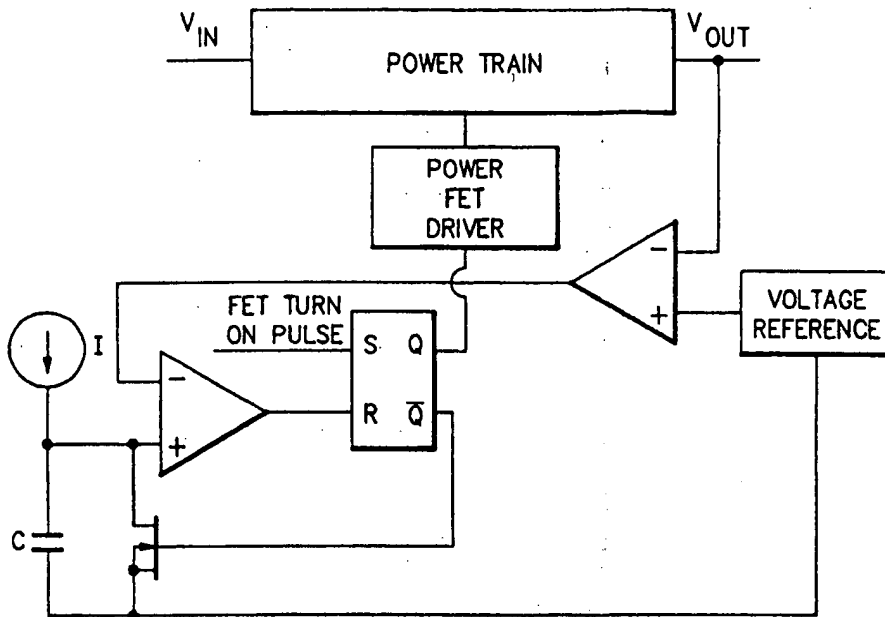 V IN
V OUT
POWER TRAIN
POWER
FET
DRIVER
−
+
VOLTAGE
REFERENCE
FET TURN
ON PULSE
I
−
+
S Q
R Q̅
C